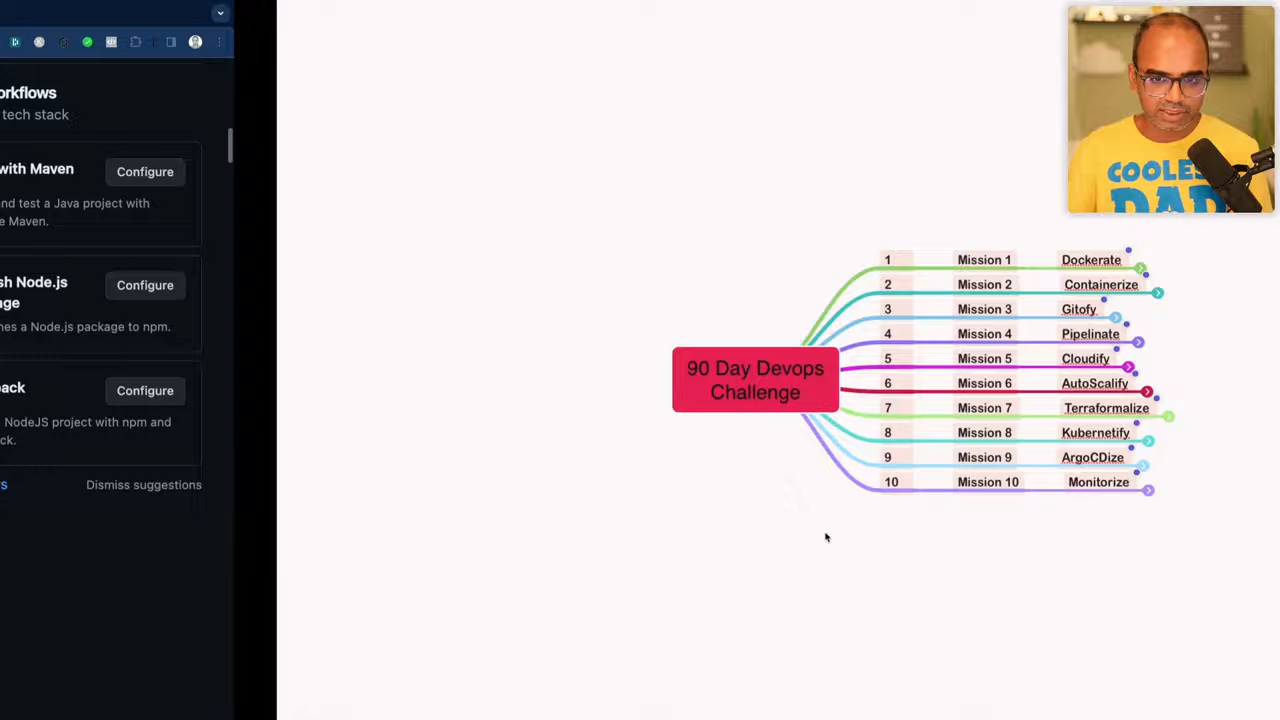 orkflows
tech stack
with Maven
Configure
nd test a Java project with
e Maven.
sh Node.js
age
Configure
hes a Node.js package to npm.
ack
Configure
NodeJS project with npm and
ck.
s
Dismiss suggestions
90 Day Devops
Challenge
1 Mission 1 Dockerate
2 Mission 2 Containerize
3 Mission 3 Gitofy
4 Mission 4 Pipelinate
5 Mission 5 Cloudify
6 Mission 6 AutoScalify
7 Mission 7 Terraformalize
8 Mission 8 Kubernetify
9 Mission 9 ArgoCDize
10 Mission 10 Monitorize
COOLES
DAD